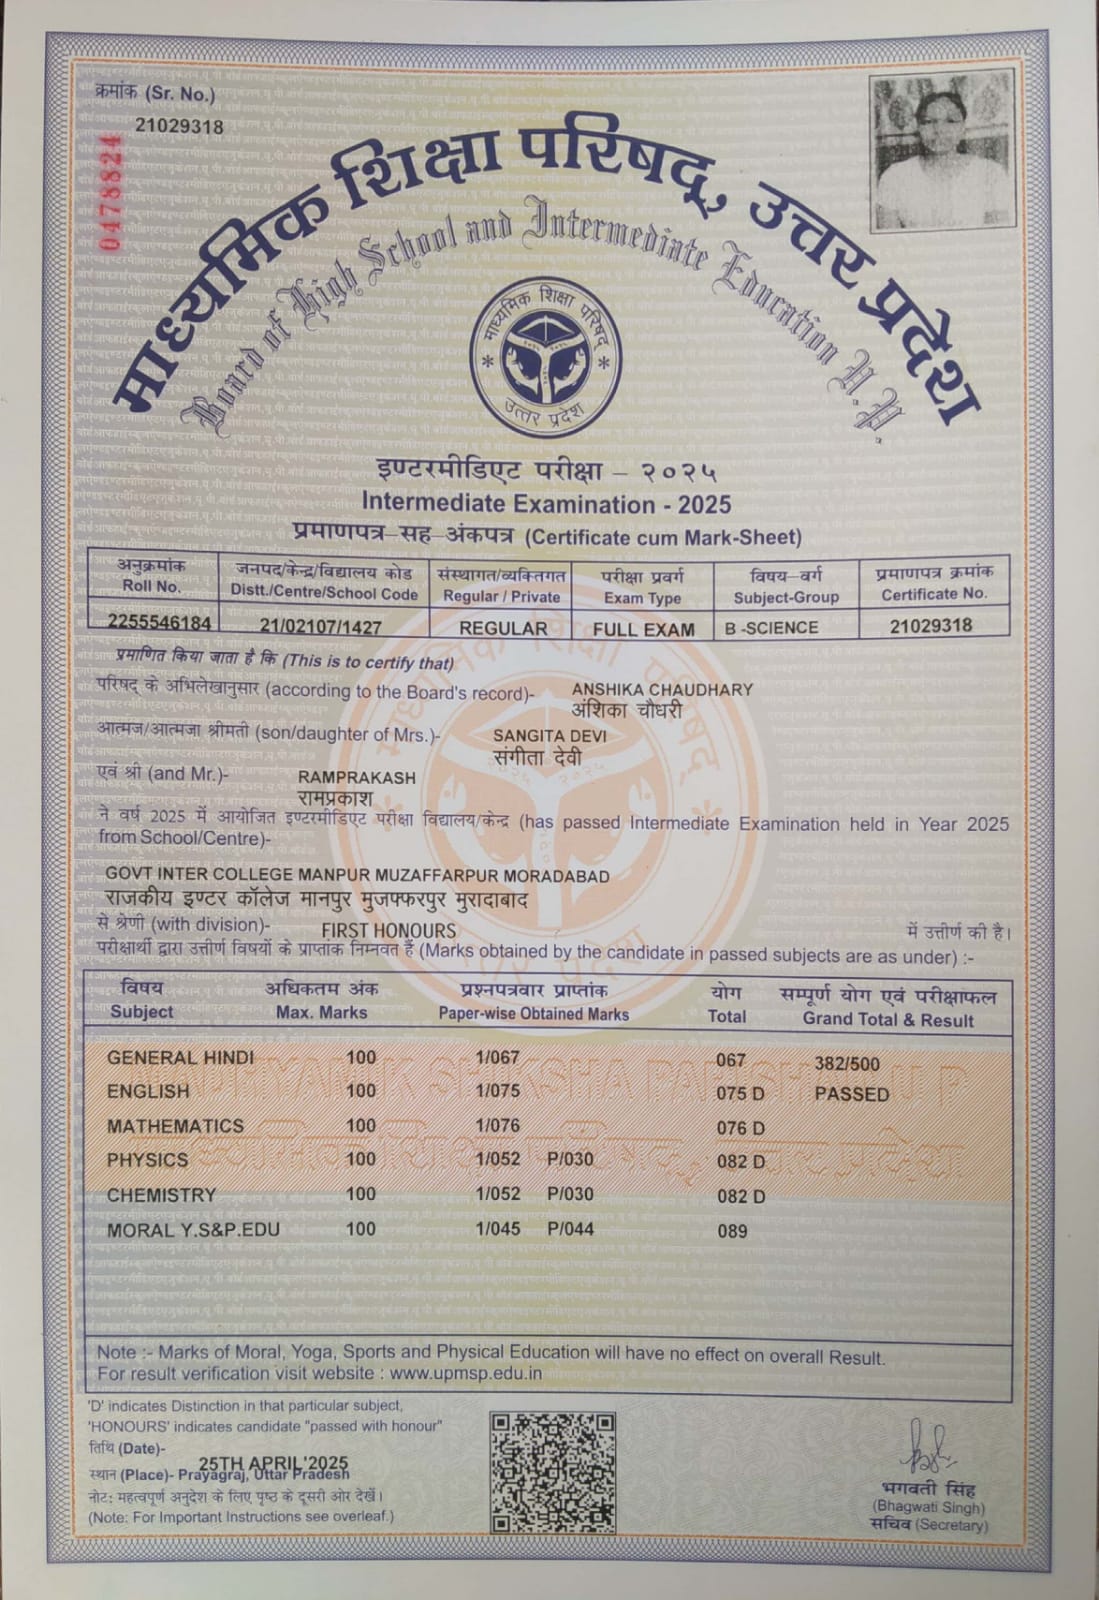 क्रमांक (Sr. No.)
21029318
0478824
माध्यमिक शिक्षा परिषद्, उत्तर प्रदेश
Board of High School and Intermediate Education U.P.
माध्यमिक शिक्षा परिषद्
उत्तर प्रदेश
इण्टरमीडिएट परीक्षा – २०२५
Intermediate Examination - 2025
प्रमाणपत्र–सह–अंकपत्र (Certificate cum Mark-Sheet)
अनुक्रमांक जनपद/केन्द्र/विद्यालय कोड संस्थागत/व्यक्तिगत परीक्षा प्रवर्ग विषय–वर्ग प्रमाणपत्र क्रमांक
Roll No. Distt./Centre/School Code Regular / Private Exam Type Subject-Group Certificate No.
2255546184 21/02107/1427 REGULAR FULL EXAM B -SCIENCE 21029318
प्रमाणित किया जाता है कि (This is to certify that)
परिषद् के अभिलेखानुसार (according to the Board's record)- ANSHIKA CHAUDHARY
अंशिका चौधरी
आत्मज/आत्मजा श्रीमती (son/daughter of Mrs.)- SANGITA DEVI
संगीता देवी
एवं श्री (and Mr.)- RAMPRAKASH
रामप्रकाश
ने वर्ष 2025 में आयोजित इण्टरमीडिएट परीक्षा विद्यालय/केन्द्र (has passed Intermediate Examination held in Year 2025
from School/Centre)-
GOVT INTER COLLEGE MANPUR MUZAFFARPUR MORADABAD
राजकीय इण्टर कॉलेज मानपुर मुजफ्फरपुर मुरादाबाद
से श्रेणी (with division)- FIRST HONOURS में उत्तीर्ण की है।
परीक्षार्थी द्वारा उत्तीर्ण विषयों के प्राप्तांक निम्नवत हैं (Marks obtained by the candidate in passed subjects are as under) :-
विषय अधिकतम अंक प्रश्नपत्रवार प्राप्तांक योग सम्पूर्ण योग एवं परीक्षाफल
Subject Max. Marks Paper-wise Obtained Marks Total Grand Total & Result
GENERAL HINDI 100 1/067 067 382/500
ENGLISH 100 1/075 075 D PASSED
MATHEMATICS 100 1/076 076 D
PHYSICS 100 1/052 P/030 082 D
CHEMISTRY 100 1/052 P/030 082 D
MORAL Y.S&P.EDU 100 1/045 P/044 089
Note :- Marks of Moral, Yoga, Sports and Physical Education will have no effect on overall Result.
For result verification visit website : www.upmsp.edu.in
'D' indicates Distinction in that particular subject,
'HONOURS' indicates candidate "passed with honour"
तिथि (Date)- 25TH APRIL'2025
स्थान (Place)- Prayagraj, Uttar Pradesh
नोट: महत्वपूर्ण अनुदेश के लिए पृष्ठ के दूसरी ओर देखें।
(Note: For Important Instructions see overleaf.)
भगवती सिंह
(Bhagwati Singh)
सचिव (Secretary)